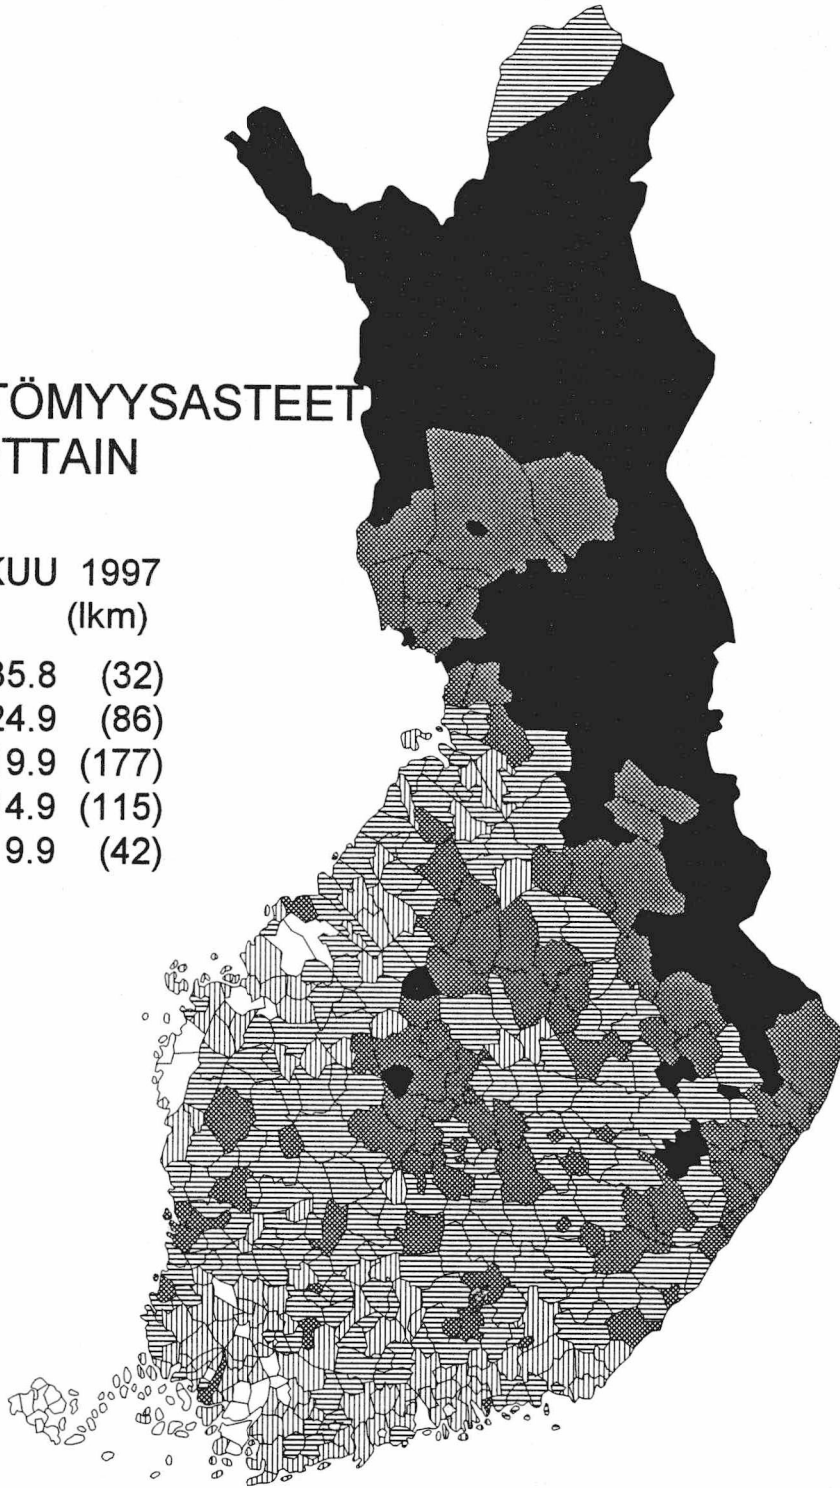 TÖMYYSASTEET
TTAIN
KUU 1997
(lkm)
35.8 (32)
24.9 (86)
9.9 (177)
4.9 (115)
9.9 (42)